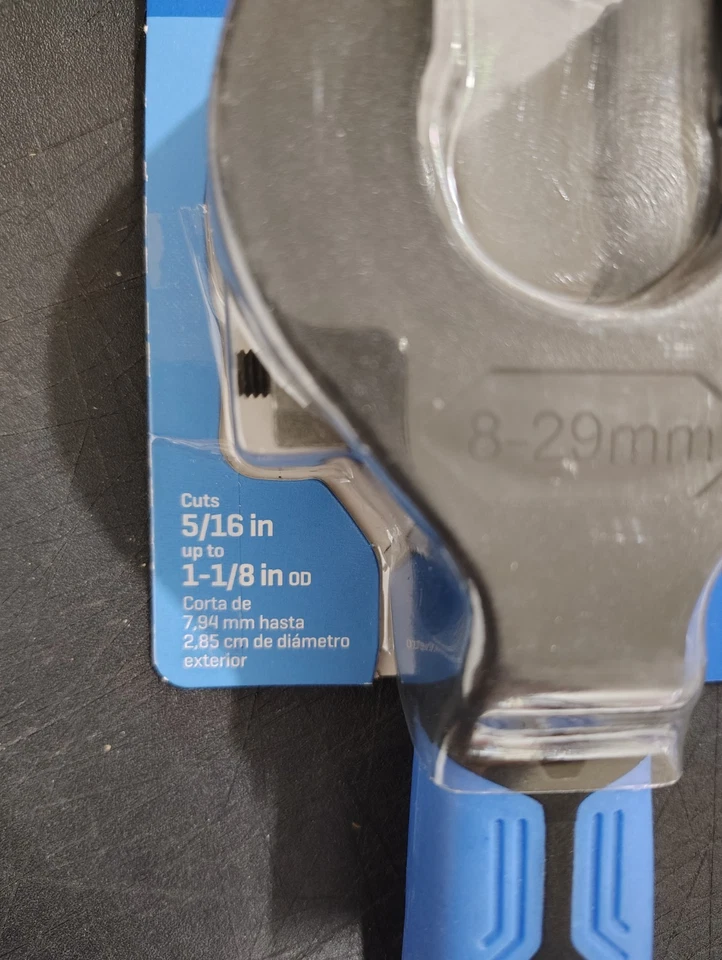 8-29mm
Cuts
5/16 in
up to
1-1/8 in OD
Corta de
7,94 mm hasta
2,85 cm de diámetro
exterior